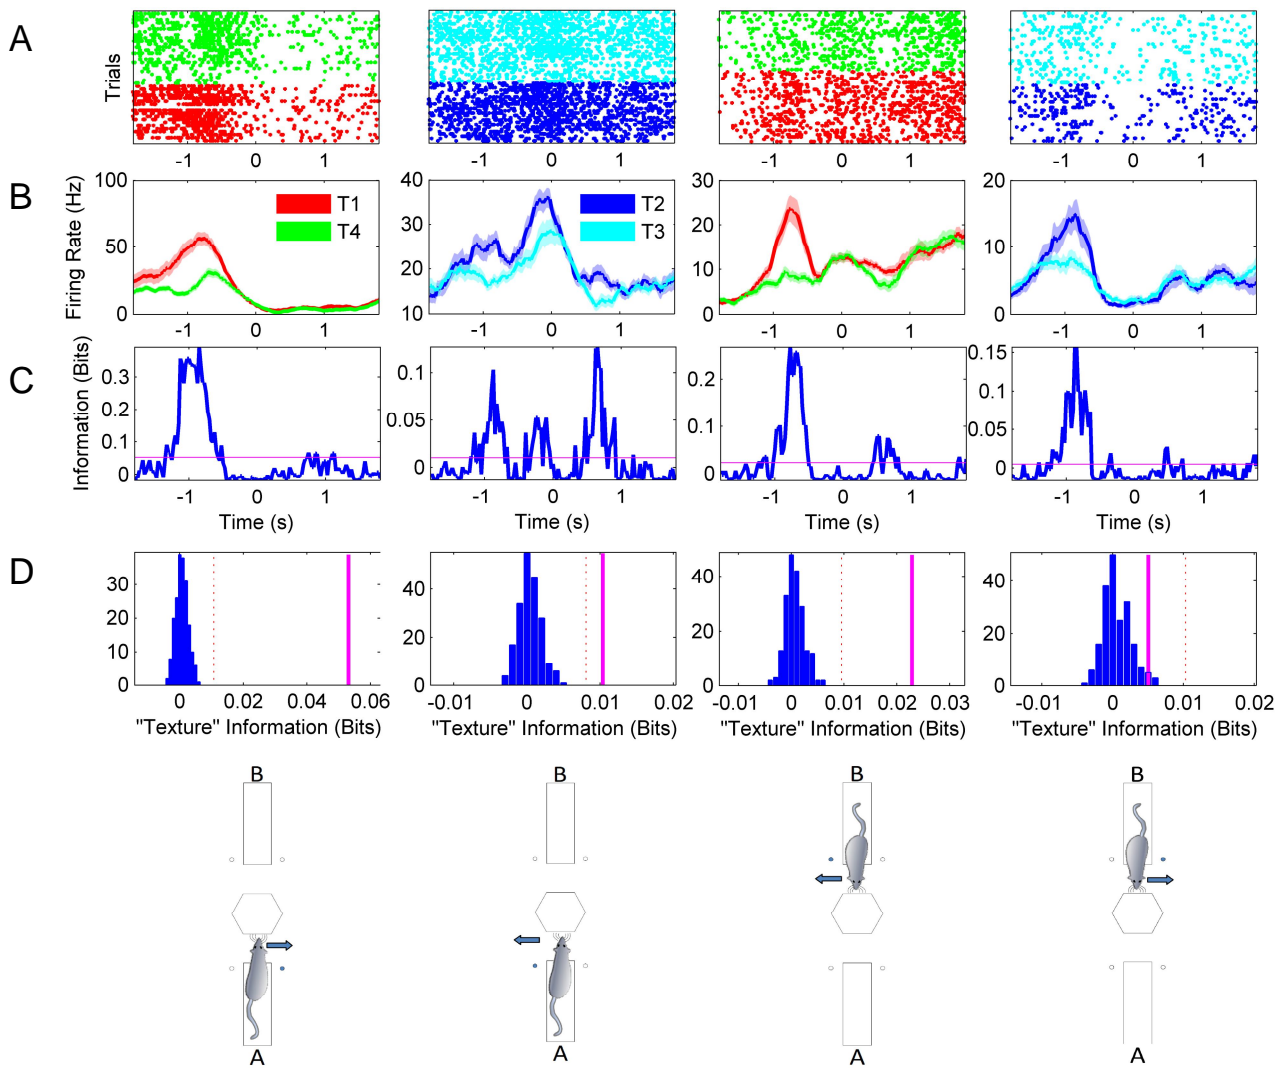 A
Trials
-1 0 1
-1 0 1
-1 0 1
-1 0 1
B
Firing Rate (Hz)
100
50
0
T1
T4
-1 0 1
40
30
20
10
T2
T3
-1 0 1
30
20
10
0
-1 0 1
20
10
0
-1 0 1
C
Information (Bits)
0.3
0.2
0.1
0
-1 0 1
Time (s)
0.1
0.05
0
-1 0 1
Time (s)
0.2
0.1
0
-1 0 1
Time (s)
0.15
0.1
0.05
0
-1 0 1
Time (s)
D
30
20
10
0
0 0.02 0.04 0.06
"Texture" Information (Bits)
40
20
0
-0.01 0 0.01 0.02
"Texture" Information (Bits)
40
20
0
-0.01 0 0.01 0.02 0.03
"Texture" Information (Bits)
40
20
0
-0.01 0 0.01 0.02
"Texture" Information (Bits)
B B B B
A A A A